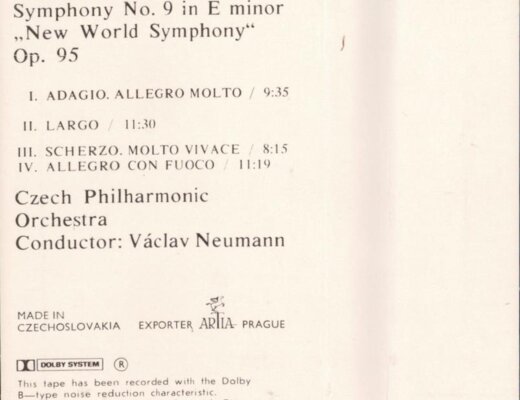 Symphony No. 9 in E minor
„New World Symphony“
Op. 95
I. ADAGIO. ALLEGRO MOLTO / 9:35
II. LARGO / 11:30
III. SCHERZO. MOLTO VIVACE / 8:15
IV. ALLEGRO CON FUOCO / 11:19
Czech Philharmonic
Orchestra
Conductor: Václav Neumann
MADE IN
CZECHOSLOVAKIA EXPORTER ARTIA PRAGUE
DOLBY SYSTEM ®
This tape has been recorded with the Dolby
B—type noise reduction characteristic.